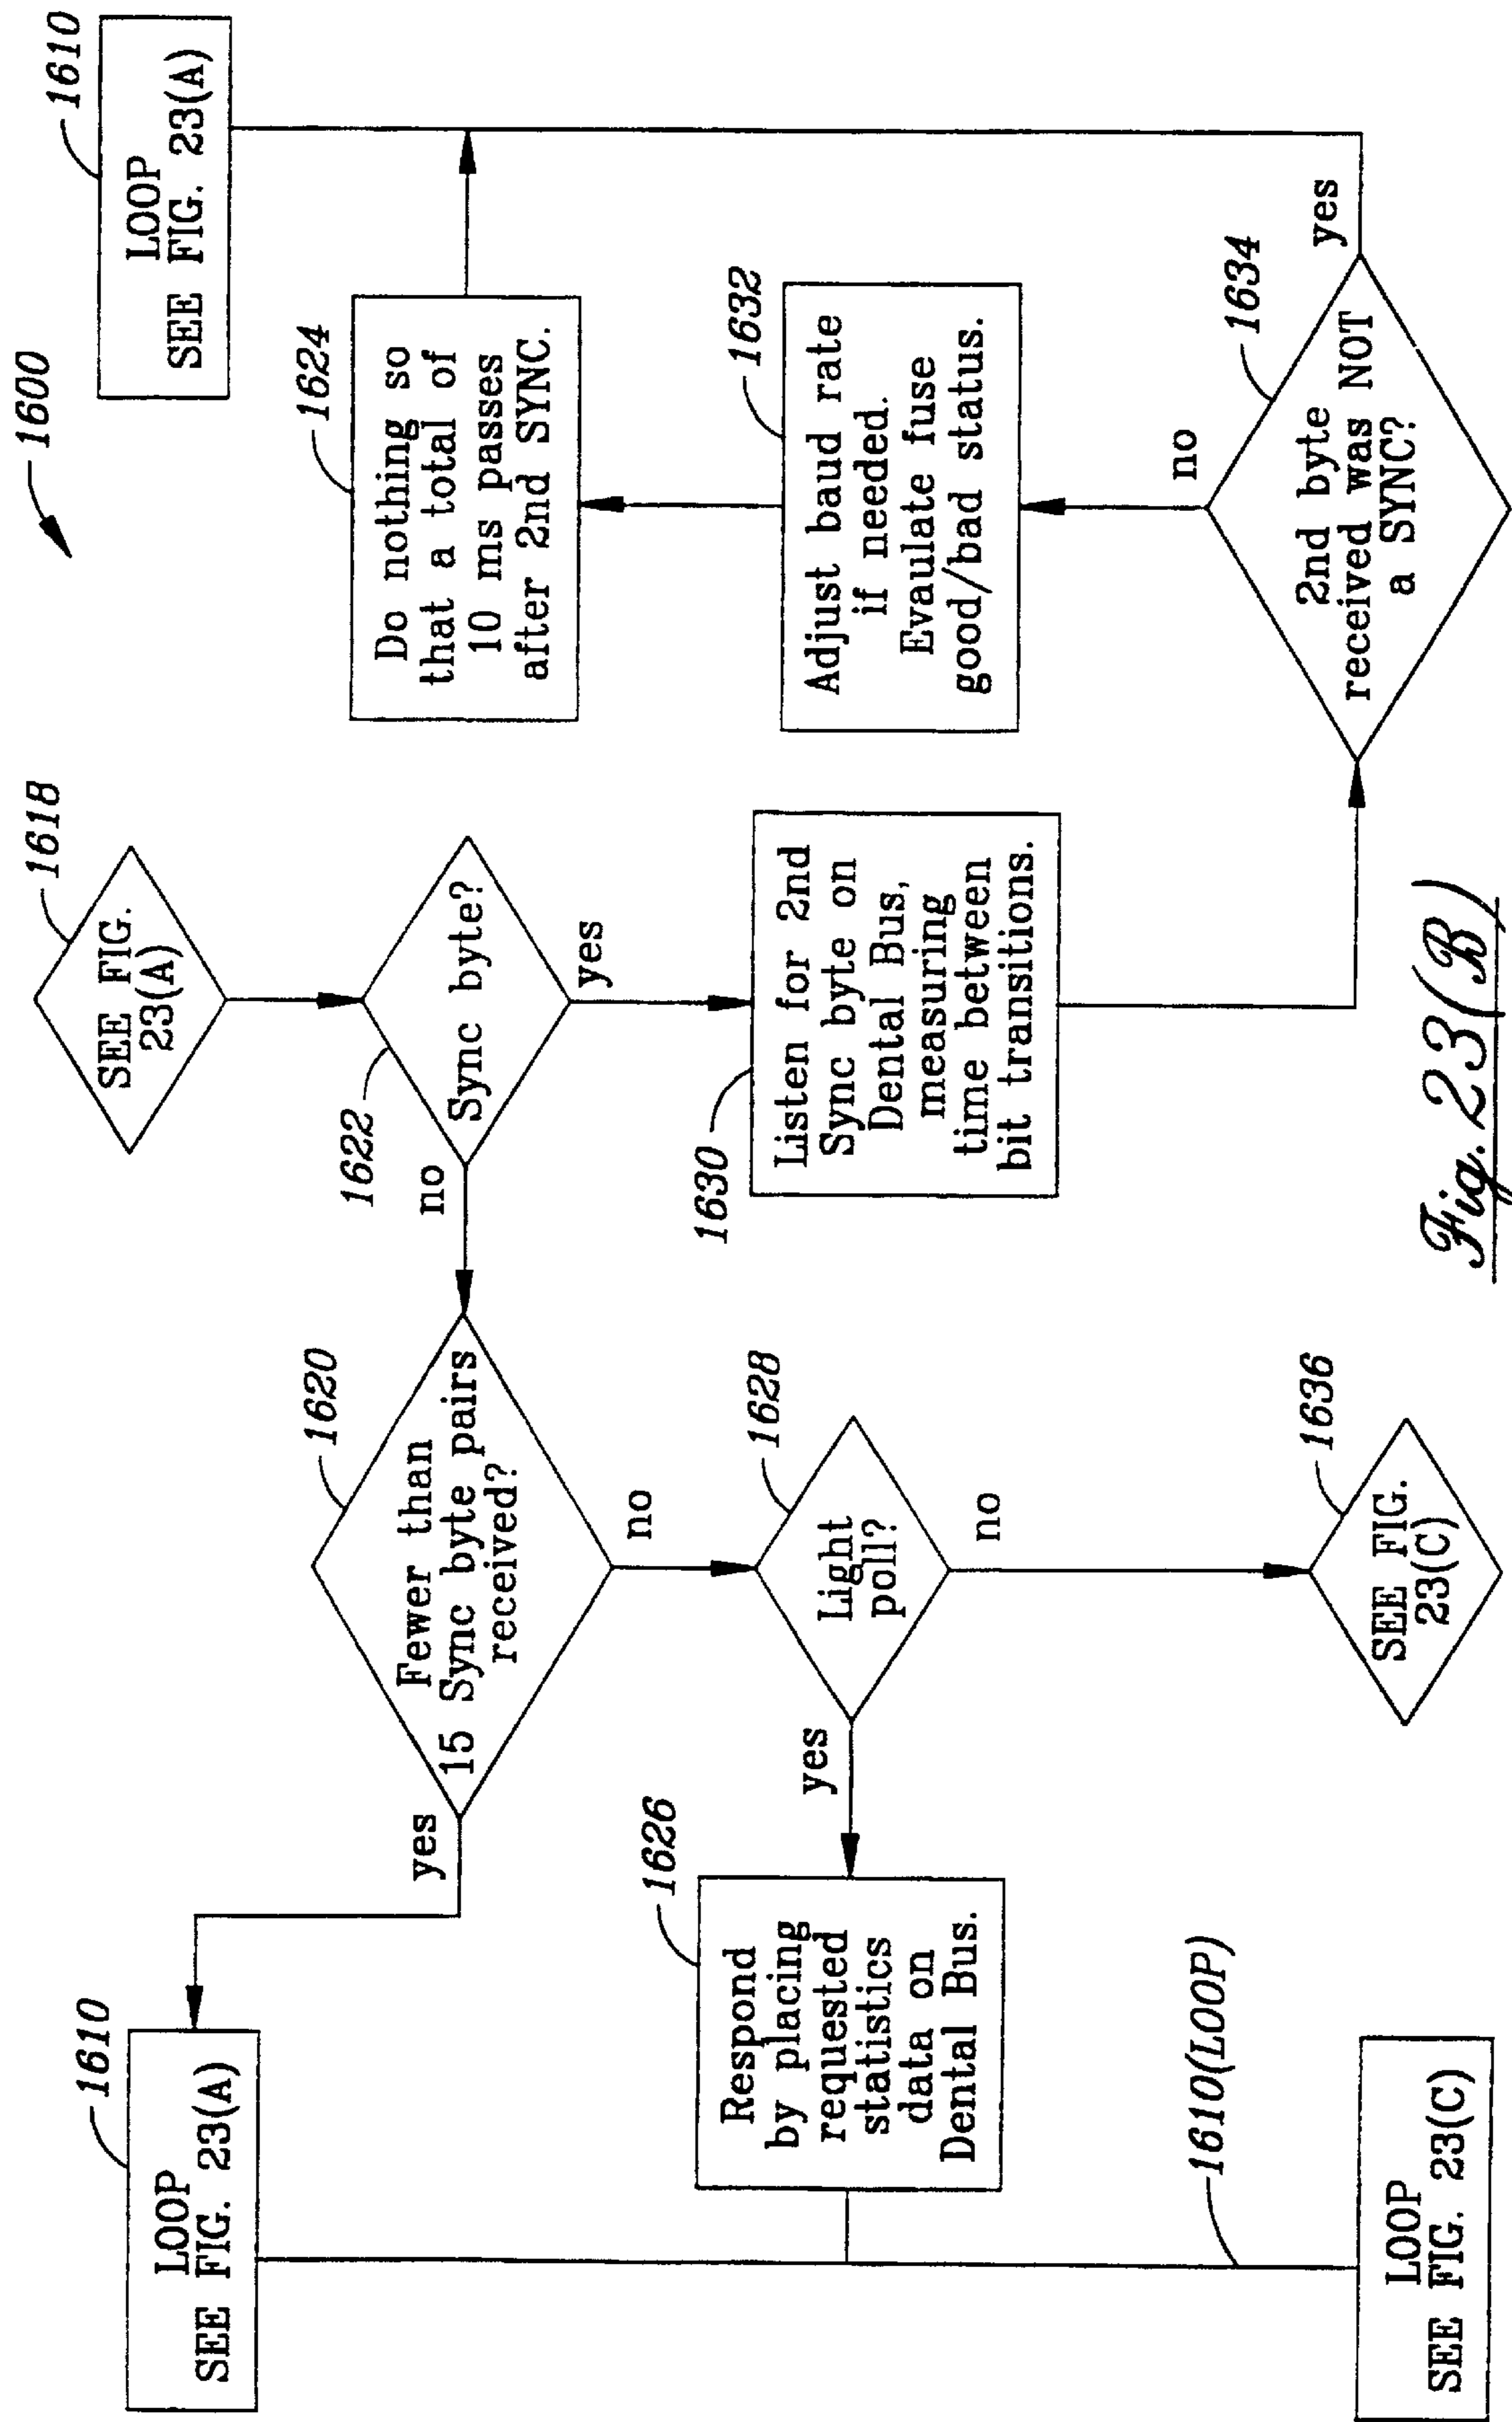 1600
1610
LOOP
SEE FIG. 23(A)
1618
SEE FIG.
23(A)
1610
LOOP
SEE FIG. 23(A)
1622
Sync byte?
no
yes
1620
Fewer than
15 Sync byte pairs
received?
yes
no
1624
Do nothing so
that a total of
10 ms passes
after 2nd SYNC.
1626
Respond
by placing
requested
statistics
data on
Dental Bus.
1628
Light
poll?
yes
no
1630
Listen for 2nd
Sync byte on
Dental Bus,
measuring
time between
bit transitions.
1632
Adjust baud rate
if needed.
Evaulate fuse
good/bad status.
1610(LOOP)
LOOP
SEE FIG. 23(C)
1636
SEE FIG.
23(C)
1634
2nd byte
received was NOT
a SYNC?
no
yes
Fig. 23(B)